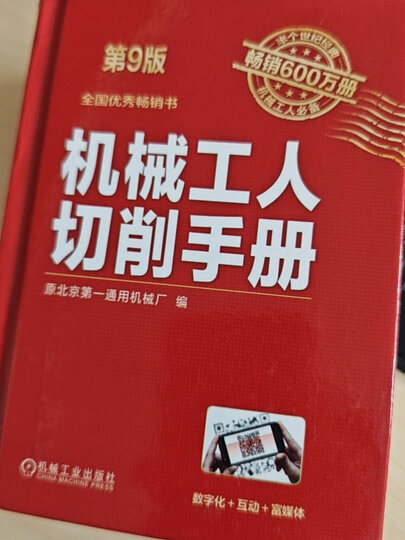 第9版
半个世纪经典
畅销600万册
机械工人必备
全国优秀畅销书
机械工人
切削手册
原北京第一通用机械厂 编
机械工业出版社
CHINA MACHINE PRESS
数字化+互动+富媒体